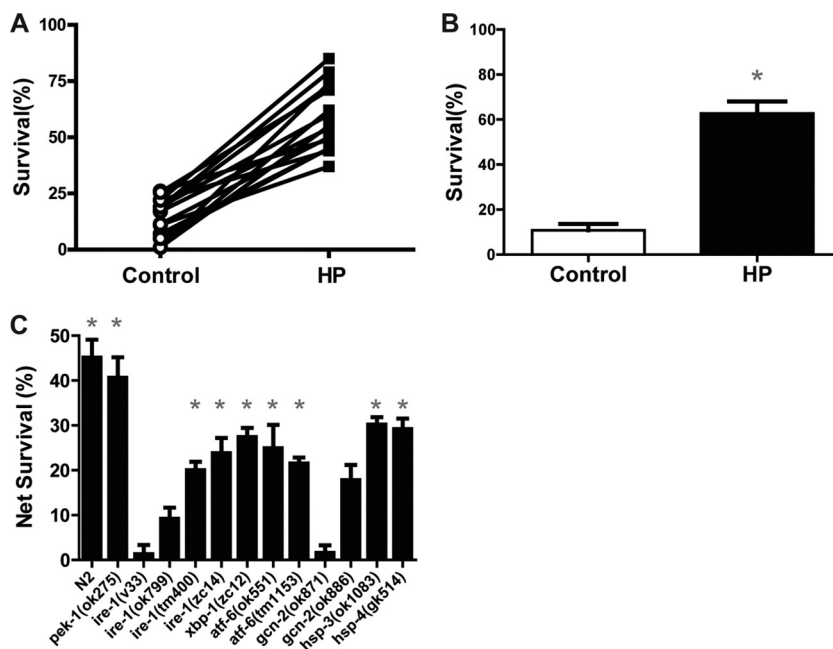 A
Survival(%)
100
75
50
25
0
Control
HP
B
Survival(%)
100
80
60
40
20
0
*
Control
HP
C
Net Survival (%)
50
40
30
20
10
0
* *
* * * * *
* *
N2
pek-1(ok275)
ire-1(v33)
ire-1(ok799)
ire-1(tm400)
ire-1(zc14)
xbp-1(zc12)
atf-6(ok551)
atf-6(tm1153)
gcn-2(ok871)
gcn-2(ok886)
hsp-3(ok1083)
hsp-4(gk514)